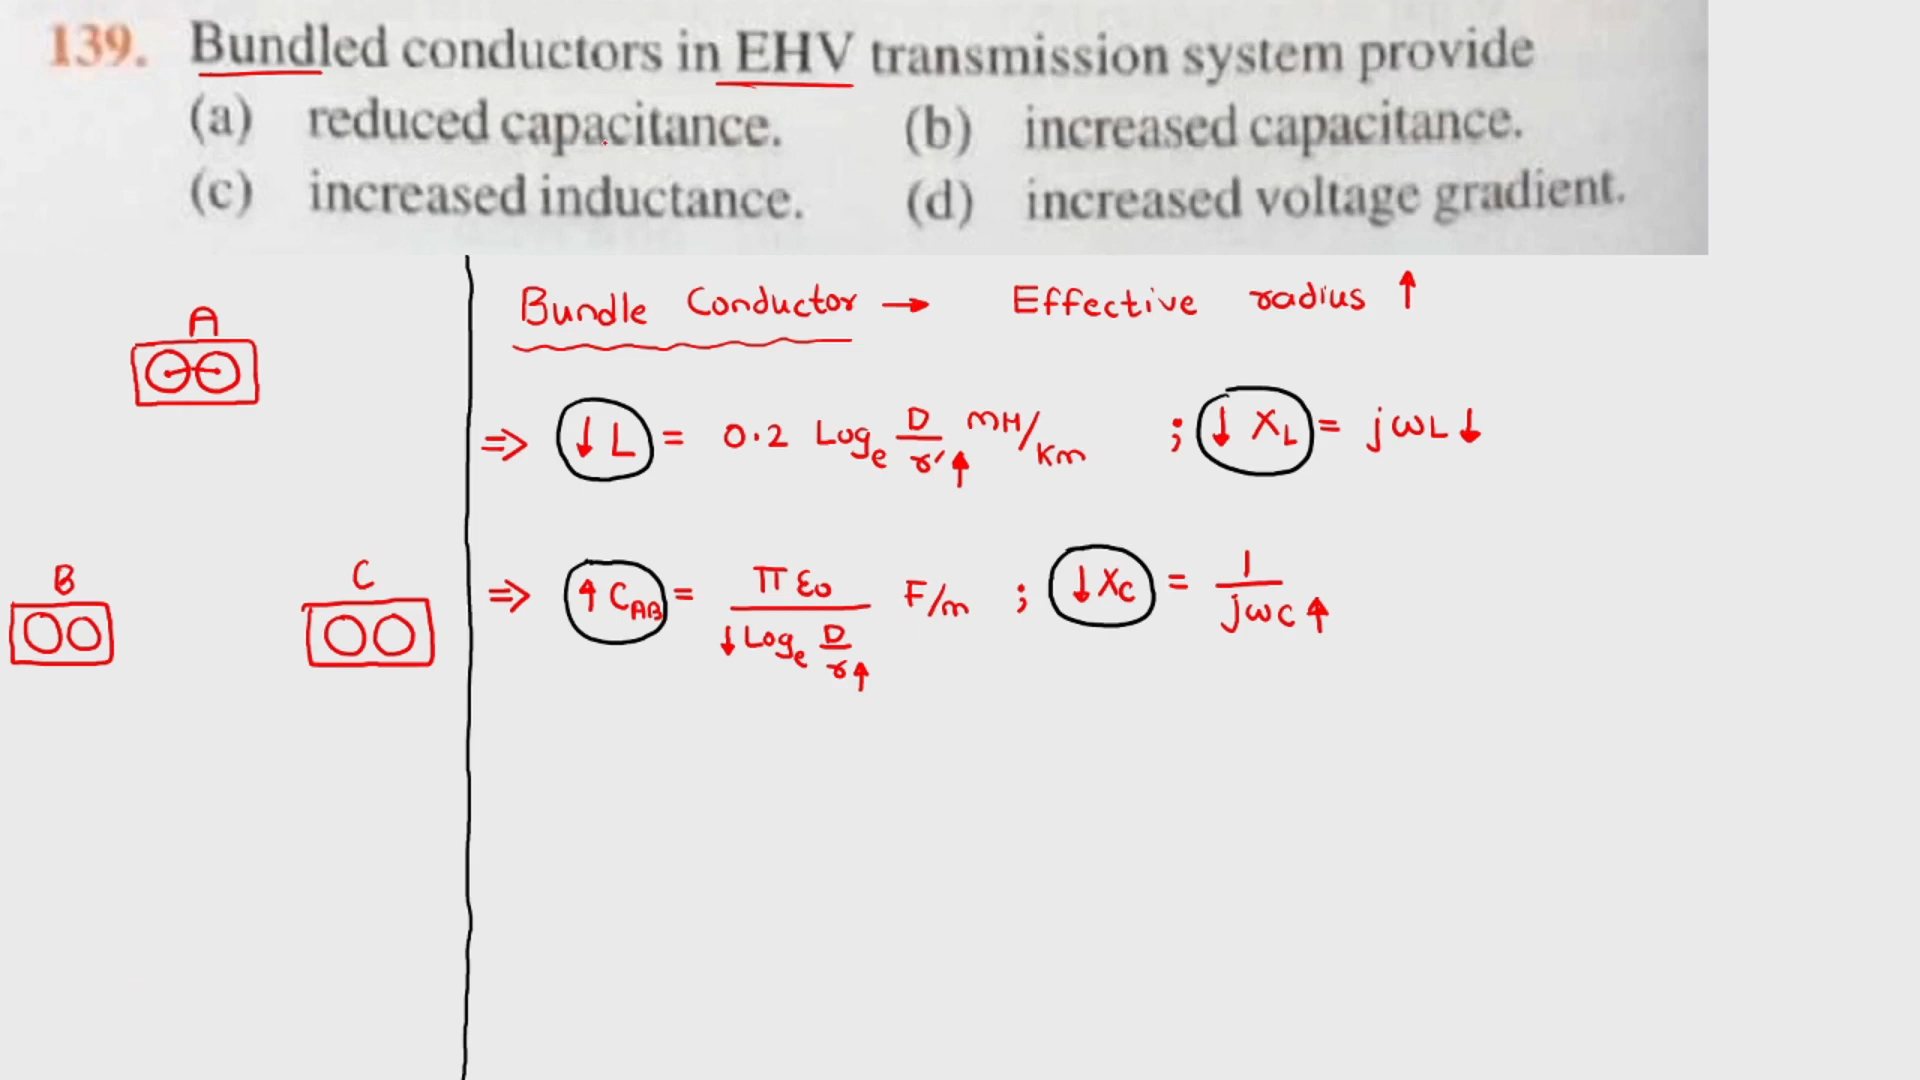 139. Bundled conductors in EHV transmission system provide
(a) reduced capacitance. (b) increased capacitance.
(c) increased inductance. (d) increased voltage gradient.
A
B
C
Bundle Conductor → Effective radius ↑
⇒ ↓ L = 0.2 Loge D/r'↑ mH/Km ; ↓ XL = jωL↓
⇒ ↑ CAB = πε0 / ↓Loge D/r↑ F/m ; ↓Xc = 1/jωC↑